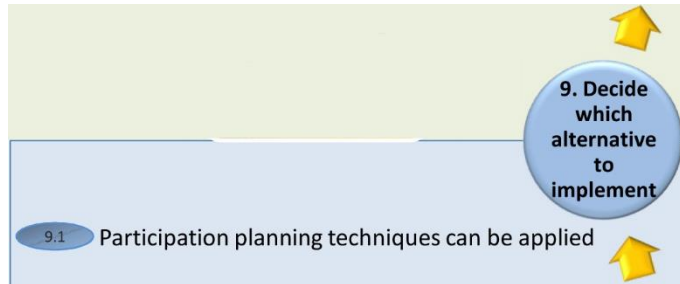 9. Decide
which
alternative
to
implement
9.1 Participation planning techniques can be applied